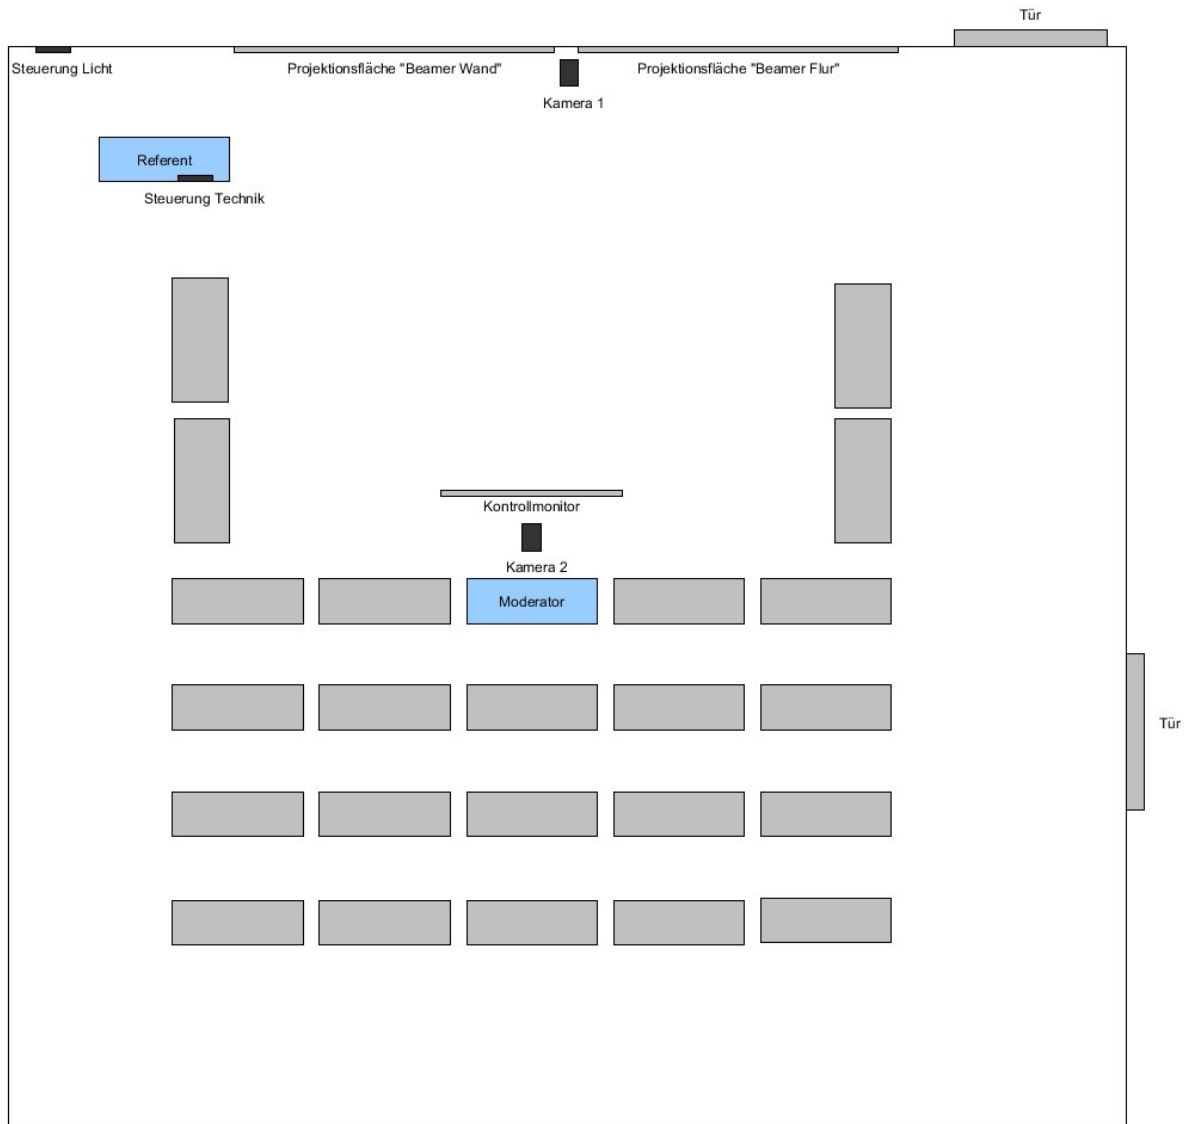 Tür
Steuerung Licht
Projektionsfläche "Beamer Wand"
Projektionsfläche "Beamer Flur"
Kamera 1
Referent
Steuerung Technik
Kontrollmonitor
Kamera 2
Moderator
Tür